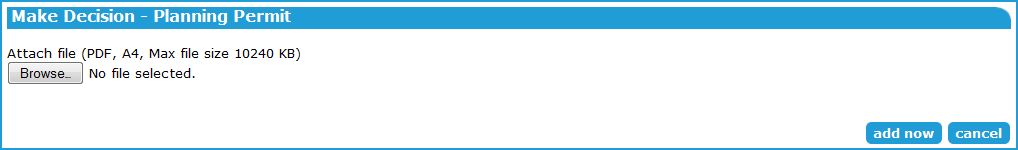 Make Decision - Planning Permit
Attach file (PDF, A4, Max file size 10240 KB)
Browse... No file selected.
add now cancel